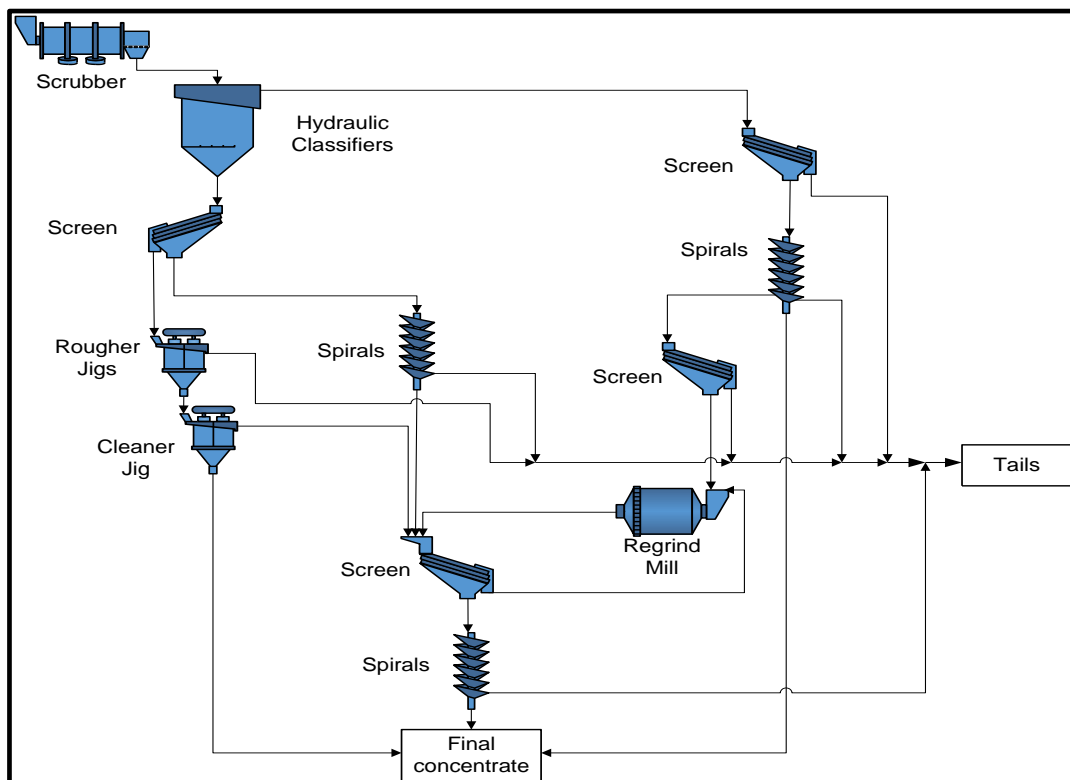 Scrubber
Hydraulic
Classifiers
Screen
Screen
Spirals
Rougher
Jigs
Spirals
Screen
Cleaner
Jig
Tails
Regrind
Mill
Screen
Spirals
Final
concentrate